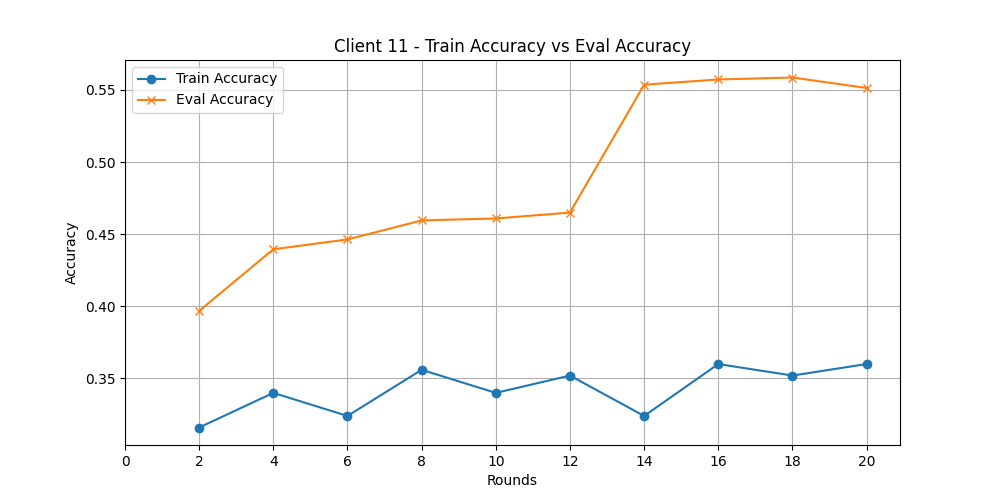 Client 11 - Train Accuracy vs Eval Accuracy
Train Accuracy
Eval Accuracy
0.55
0.50
0.45
0.40
0.35
Accuracy
0 2 4 6 8 10 12 14 16 18 20
Rounds